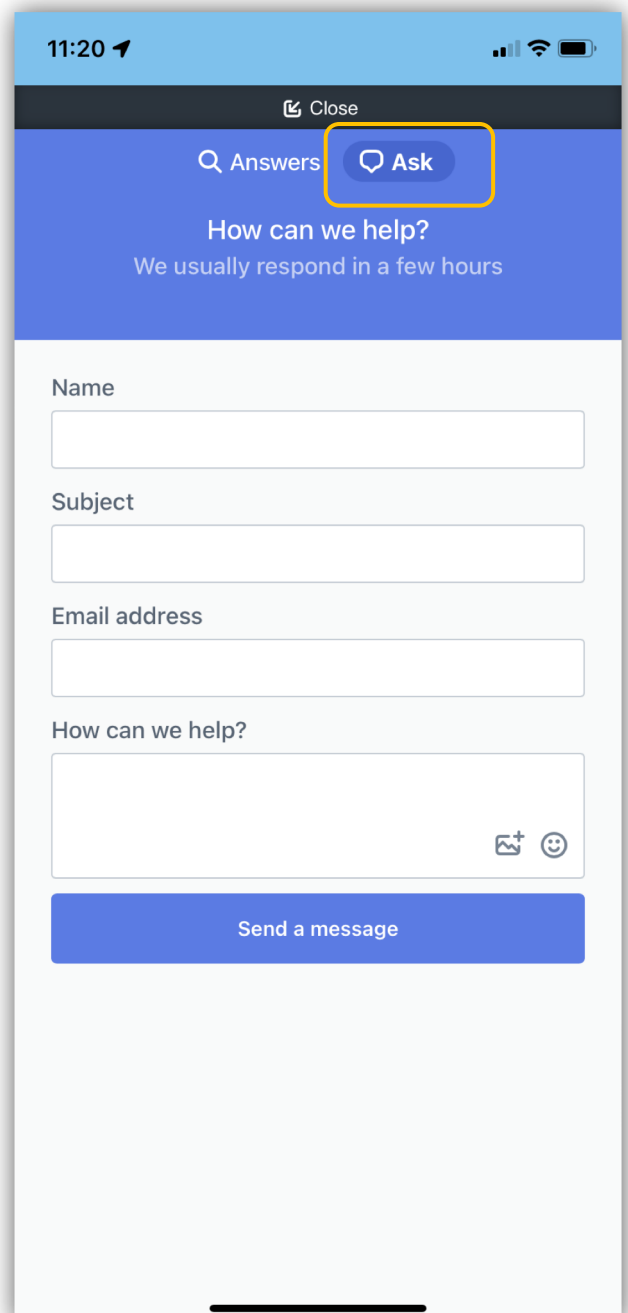 11:20
Close
Answers Ask
How can we help?
We usually respond in a few hours
Name
Subject
Email address
How can we help?
Send a message